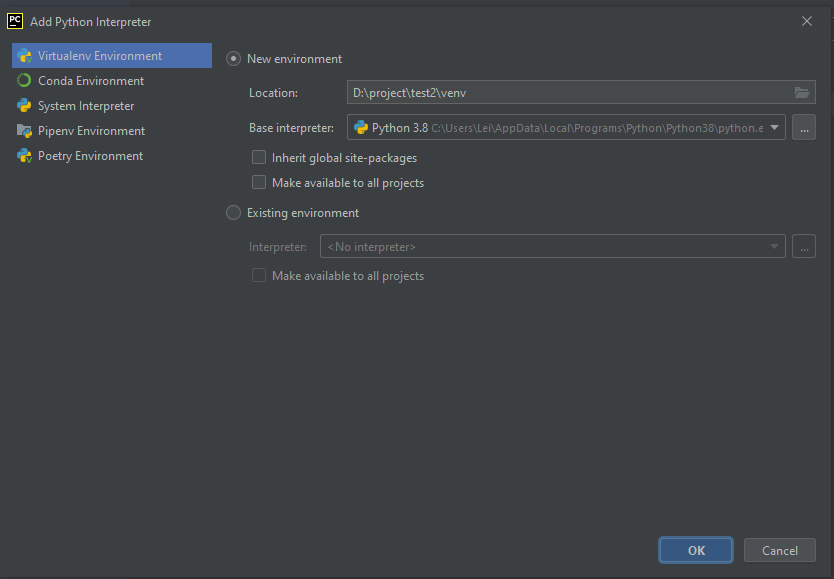 PC
Add Python Interpreter
Virtualenv Environment
Conda Environment
System Interpreter
Pipenv Environment
Poetry Environment
New environment
Location: D:\project\test2\venv
Base interpreter: Python 3.8 C:\Users\Lei\AppData\Local\Programs\Python\Python38\python.e ...
Inherit global site-packages
Make available to all projects
Existing environment
Interpreter: <No interpreter> ...
Make available to all projects
OK Cancel